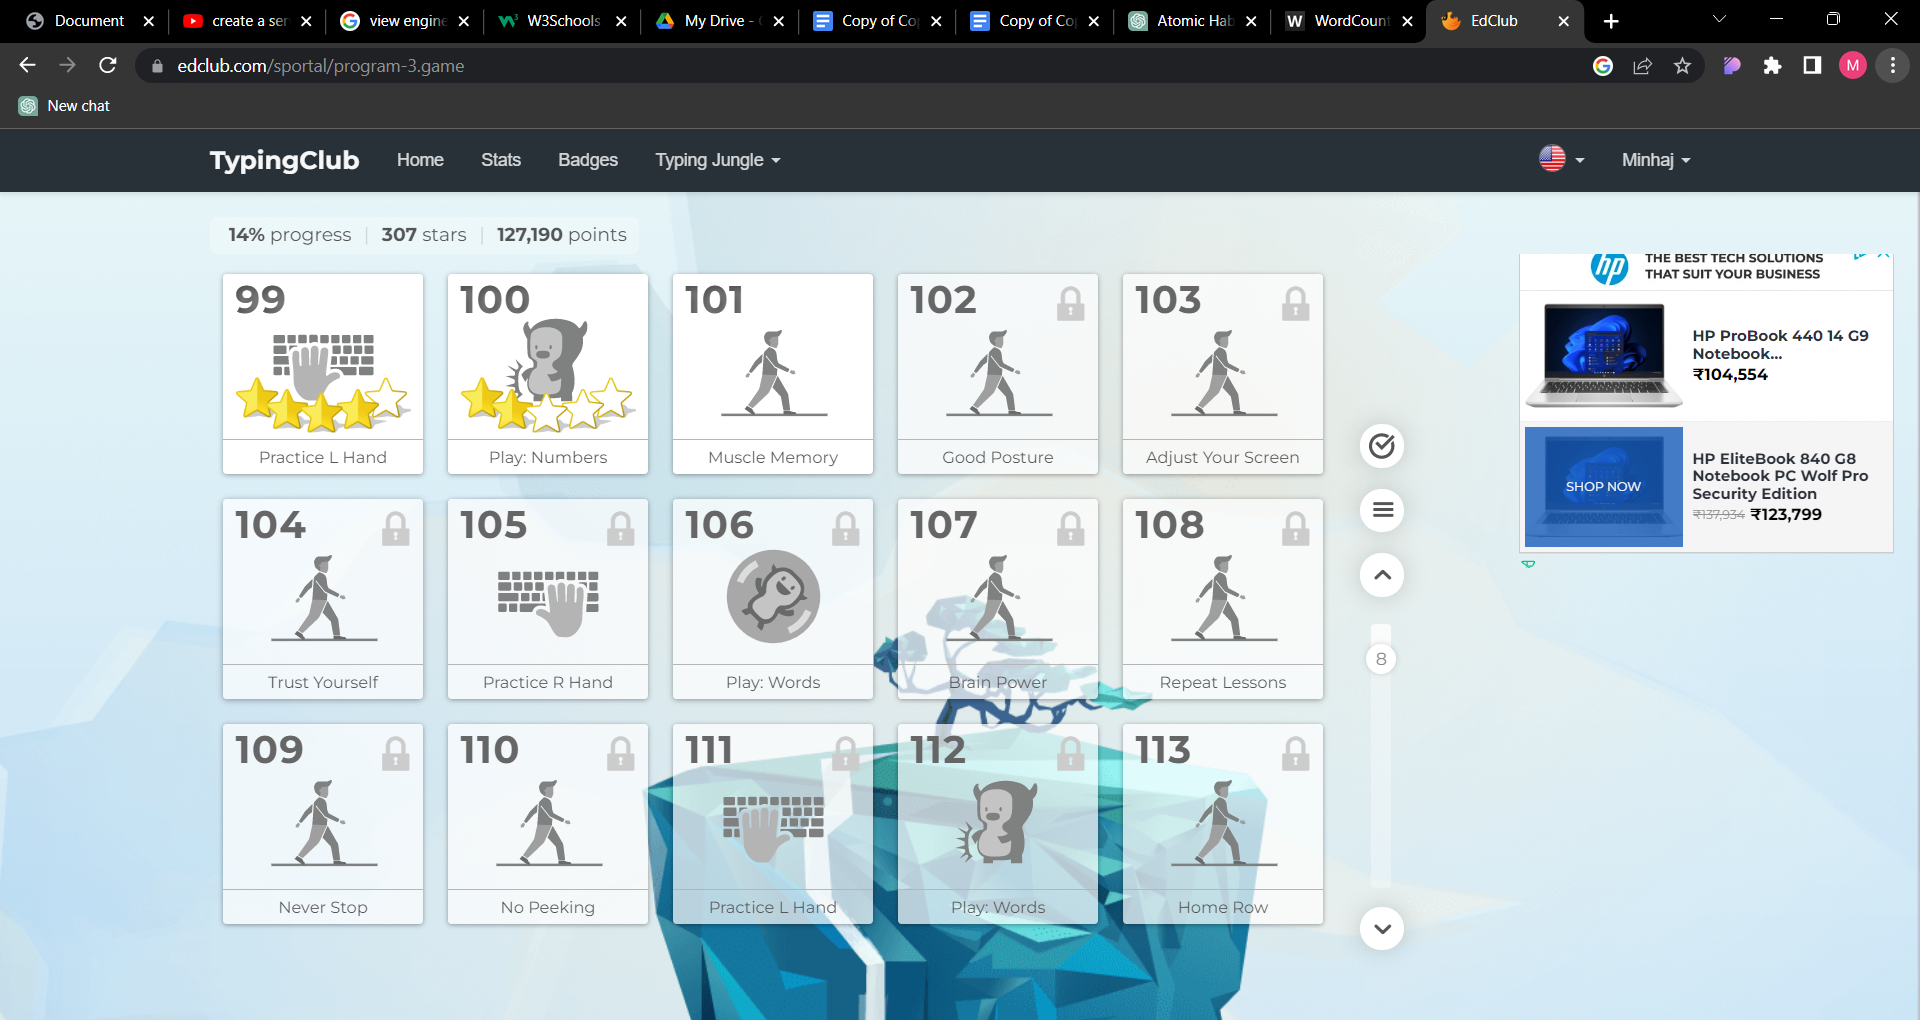 Document
create a ser
view engine
W3Schools
My Drive -
Copy of Co
Copy of Co
Atomic Hab
WordCount
EdClub
edclub.com/sportal/program-3.game
M
New chat
TypingClub
Home
Stats
Badges
Typing Jungle
Minhaj
14% progress
307 stars
127,190 points
99
Practice L Hand
100
Play: Numbers
101
Muscle Memory
102
Good Posture
103
Adjust Your Screen
104
Trust Yourself
105
Practice R Hand
106
Play: Words
107
Brain Power
108
Repeat Lessons
109
Never Stop
110
No Peeking
111
Practice L Hand
112
Play: Words
113
Home Row
8
hp
THE BEST TECH SOLUTIONS
THAT SUIT YOUR BUSINESS
HP ProBook 440 14 G9
Notebook...
₹104,554
SHOP NOW
HP EliteBook 840 G8
Notebook PC Wolf Pro
Security Edition
₹137,934 ₹123,799